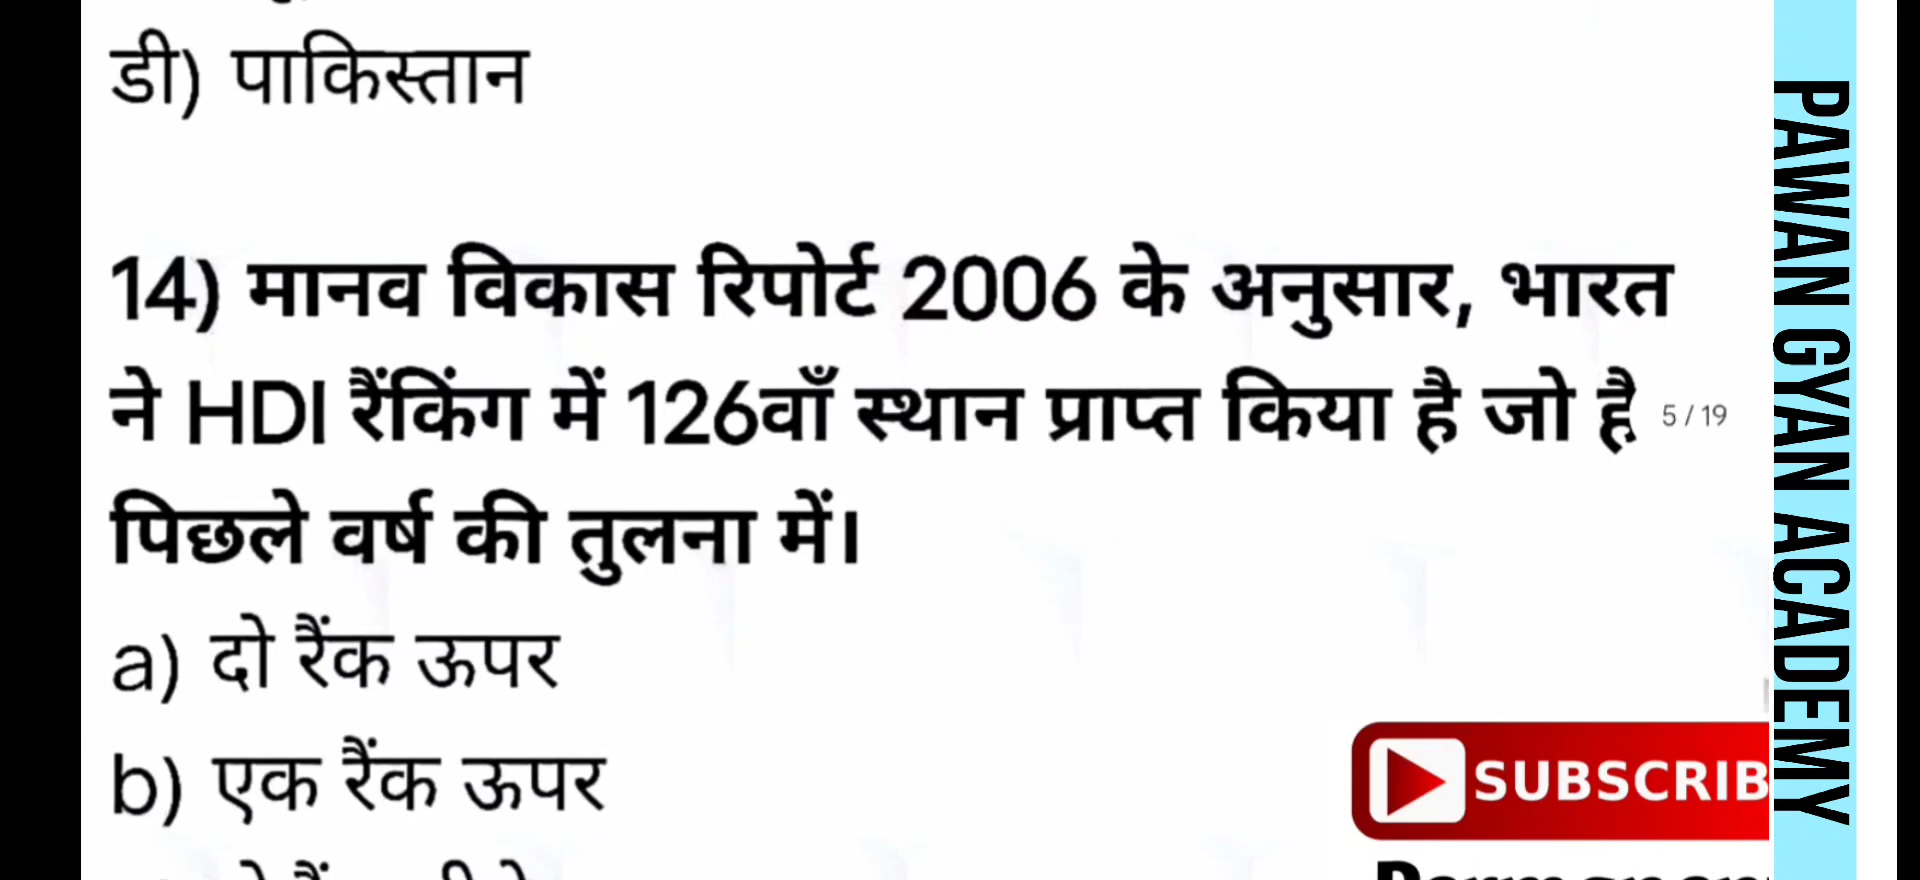 डी) पाकिस्तान
14) मानव विकास रिपोर्ट 2006 के अनुसार, भारत
ने HDI रैंकिंग में 126वाँ स्थान प्राप्त किया है जो है
5 / 19
पिछले वर्ष की तुलना में।
a) दो रैंक ऊपर
b) एक रैंक ऊपर
SUBSCRIB
PAWAN GYAN ACADEMY